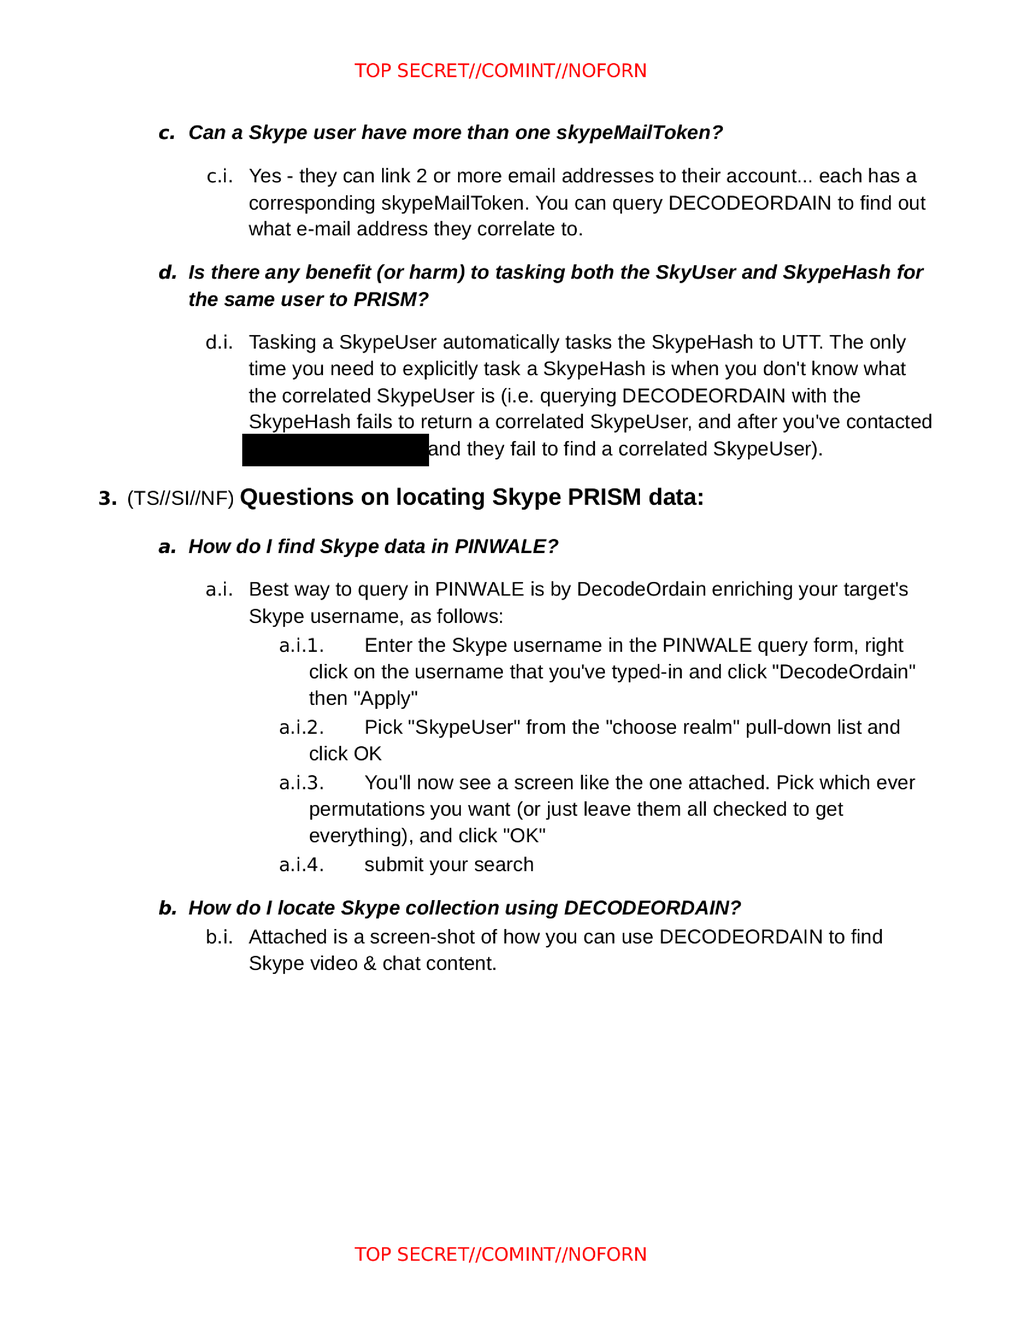 TOP SECRET//COMINT//NOFORN
c. Can a Skype user have more than one skypeMailToken?
c.i. Yes - they can link 2 or more email addresses to their account... each has a
corresponding skypeMailToken. You can query DECODEORDAIN to find out
what e-mail address they correlate to.
d. Is there any benefit (or harm) to tasking both the SkyUser and SkypeHash for
the same user to PRISM?
d.i. Tasking a SkypeUser automatically tasks the SkypeHash to UTT. The only
time you need to explicitly task a SkypeHash is when you don't know what
the correlated SkypeUser is (i.e. querying DECODEORDAIN with the
SkypeHash fails to return a correlated SkypeUser, and after you've contacted
and they fail to find a correlated SkypeUser).
3. (TS//SI//NF) Questions on locating Skype PRISM data:
a. How do I find Skype data in PINWALE?
a.i. Best way to query in PINWALE is by DecodeOrdain enriching your target's
Skype username, as follows:
a.i.1. Enter the Skype username in the PINWALE query form, right
click on the username that you've typed-in and click "DecodeOrdain"
then "Apply"
a.i.2. Pick "SkypeUser" from the "choose realm" pull-down list and
click OK
a.i.3. You'll now see a screen like the one attached. Pick which ever
permutations you want (or just leave them all checked to get
everything), and click "OK"
a.i.4. submit your search
b. How do I locate Skype collection using DECODEORDAIN?
b.i. Attached is a screen-shot of how you can use DECODEORDAIN to find
Skype video & chat content.
TOP SECRET//COMINT//NOFORN